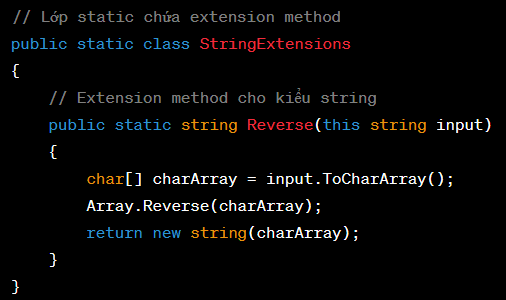 // Lớp static chứa extension method
public static class StringExtensions
{
    // Extension method cho kiểu string
    public static string Reverse(this string input)
    {
        char[] charArray = input.ToCharArray();
        Array.Reverse(charArray);
        return new string(charArray);
    }
}